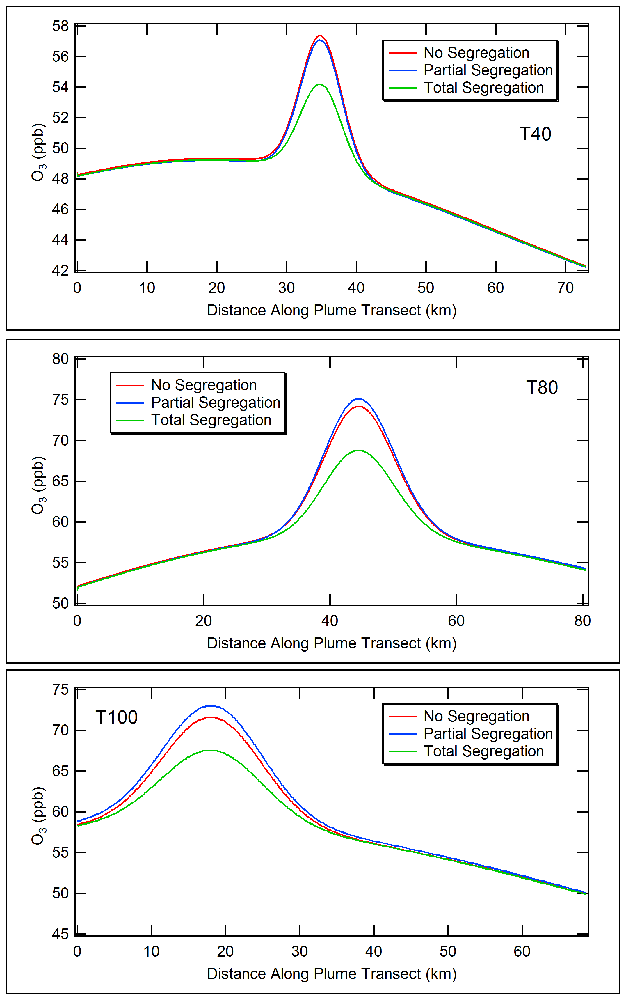 58
56
54
52
50
48
46
44
42
O3 (ppb)
No Segregation
Partial Segregation
Total Segregation
T40
0 10 20 30 40 50 60 70
Distance Along Plume Transect (km)
80
75
70
65
60
55
50
O3 (ppb)
No Segregation
Partial Segregation
Total Segregation
T80
0 20 40 60 80
Distance Along Plume Transect (km)
75
70
65
60
55
50
45
O3 (ppb)
T100
No Segregation
Partial Segregation
Total Segregation
0 10 20 30 40 50 60
Distance Along Plume Transect (km)